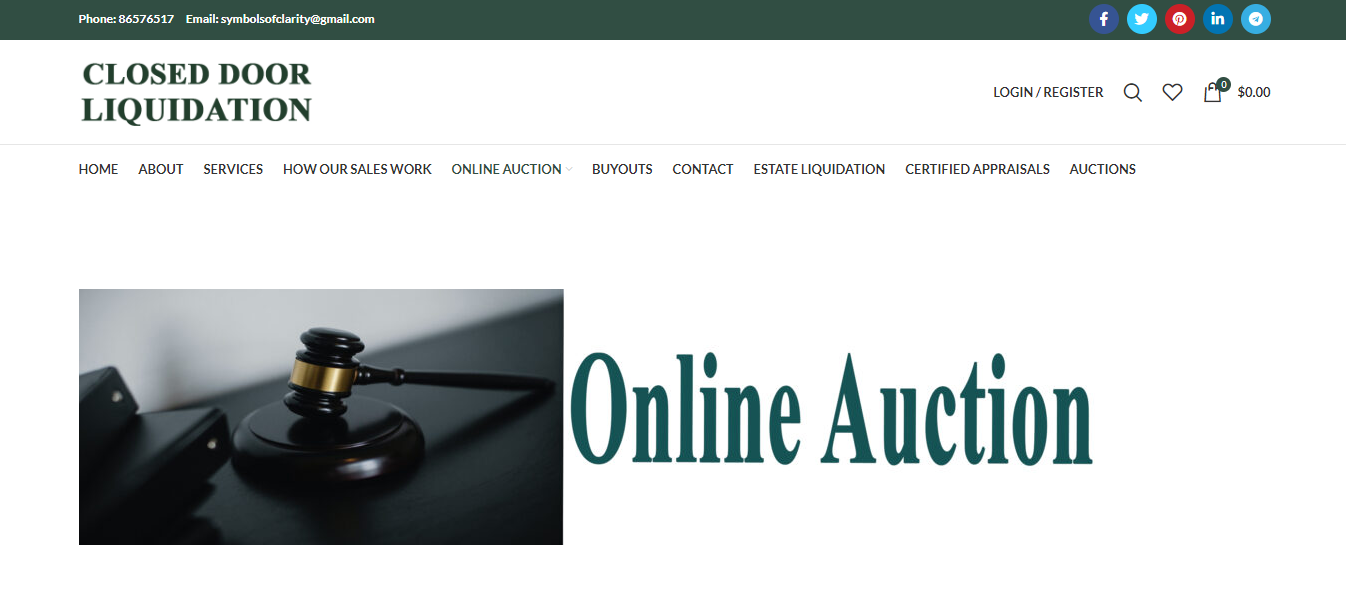 Phone: 86576517 Email: symbolsofclarity@gmail.com
CLOSED DOOR
LIQUIDATION
LOGIN / REGISTER 0 $0.00
HOME ABOUT SERVICES HOW OUR SALES WORK ONLINE AUCTION BUYOUTS CONTACT ESTATE LIQUIDATION CERTIFIED APPRAISALS AUCTIONS
Online Auction